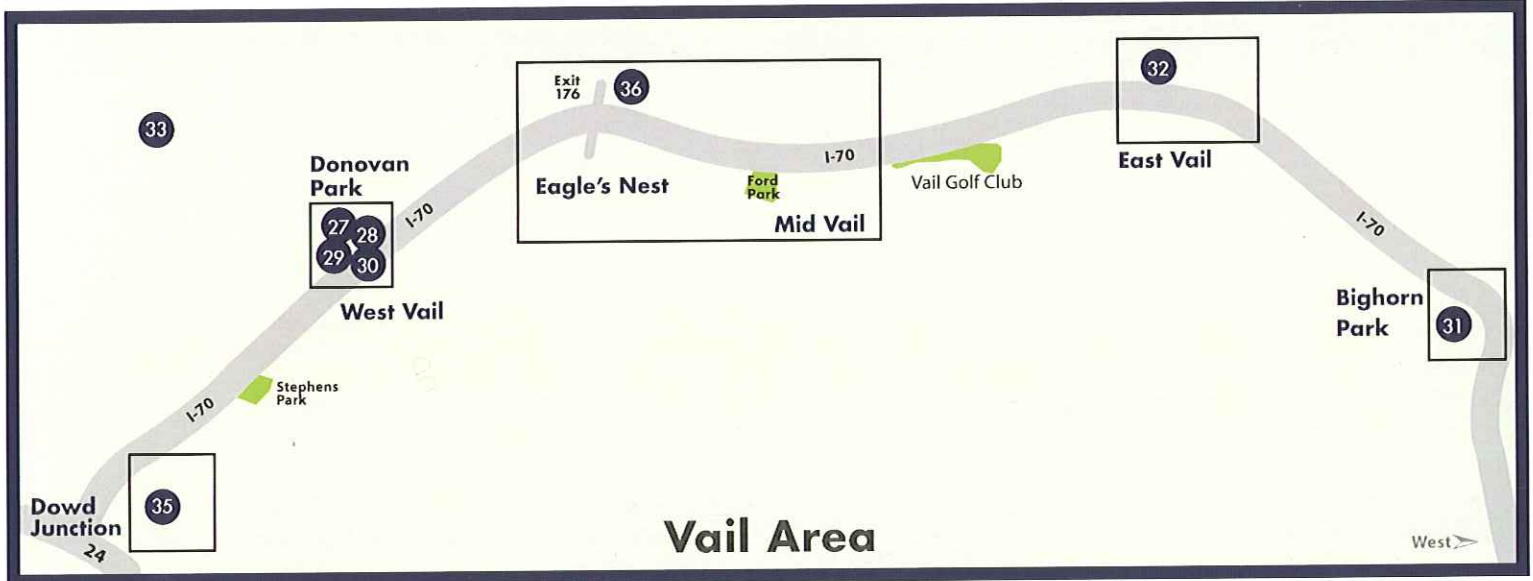 Exit
176
36
32
33
Donovan
Park
I-70
East Vail
Eagle's Nest
Ford
Park
Vail Golf Club
Mid Vail
27
28
29
30
I-70
I-70
West Vail
Bighorn
Park
31
Stephens
Park
I-70
Dowd
Junction
35
24
Vail Area
West